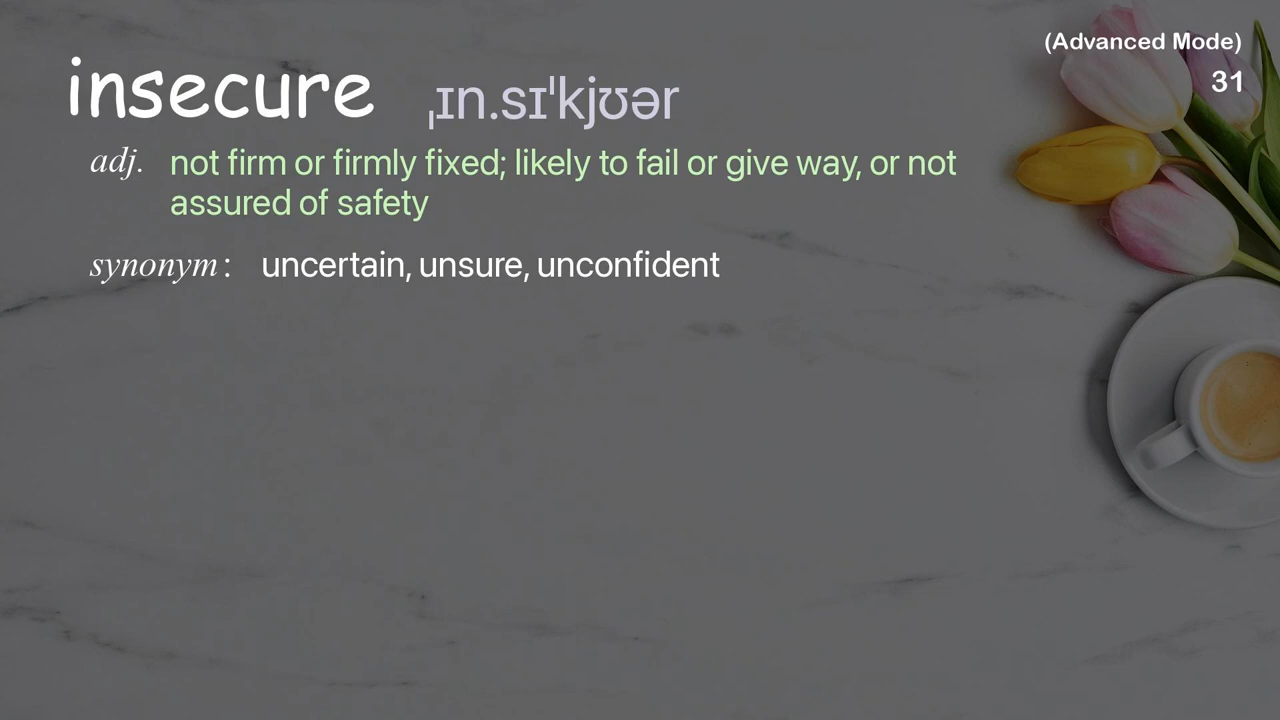 (Advanced Mode)
31
insecure ˌɪn.sɪˈkjʊər
adj. not firm or firmly fixed; likely to fail or give way, or not
assured of safety
synonym: uncertain, unsure, unconfident